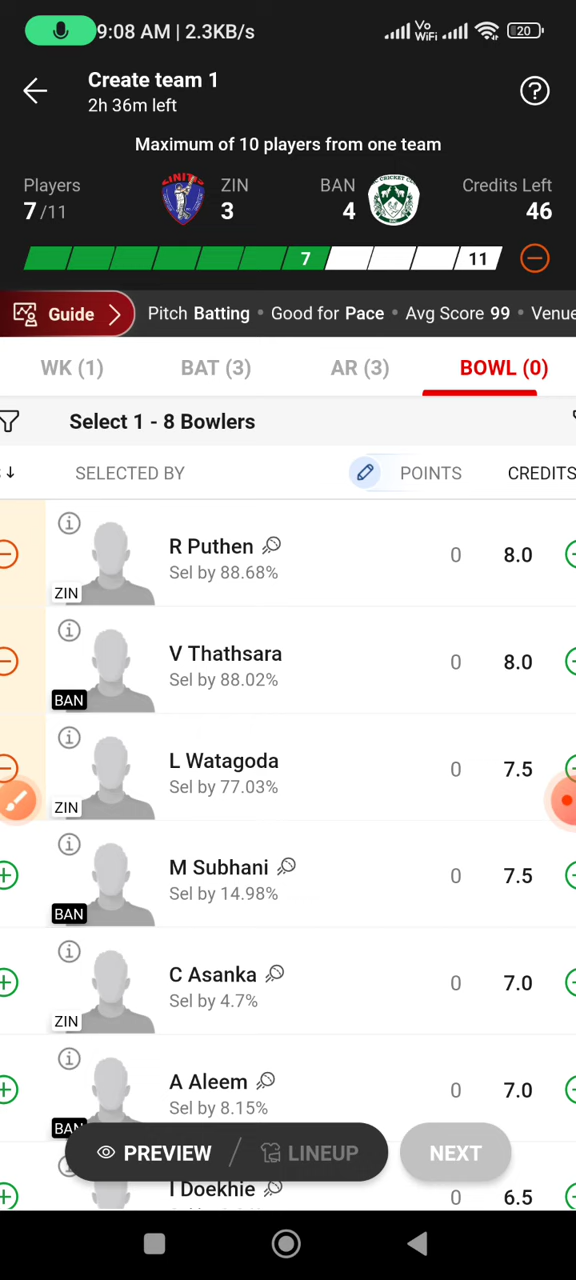 9:08 AM | 2.3KB/s
Vo WiFi 20
Create team 1
2h 36m left
Maximum of 10 players from one team
Players ZIN BAN Credits Left
7/11 3 4 46
7 11
Guide Pitch Batting • Good for Pace • Avg Score 99 • Venue
WK (1) BAT (3) AR (3) BOWL (0)
Select 1 - 8 Bowlers
SELECTED BY POINTS CREDITS
R Puthen 0 8.0
Sel by 88.68%
ZIN
V Thathsara 0 8.0
Sel by 88.02%
BAN
L Watagoda 0 7.5
Sel by 77.03%
ZIN
M Subhani 0 7.5
Sel by 14.98%
BAN
C Asanka 0 7.0
Sel by 4.7%
ZIN
A Aleem 0 7.0
Sel by 8.15%
BAN
PREVIEW / LINEUP NEXT
I Doekhie 0 6.5